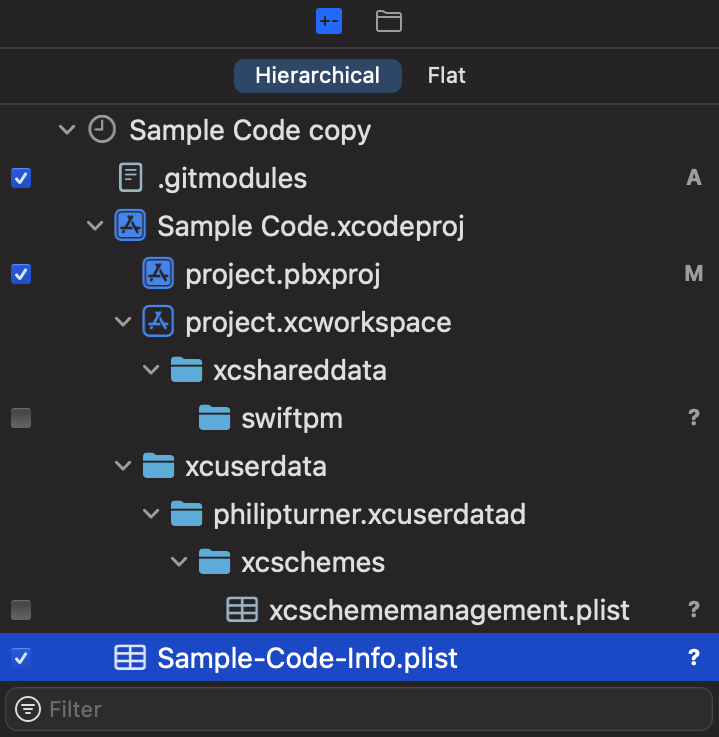 Hierarchical Flat
Sample Code copy
.gitmodules A
Sample Code.xcodeproj
project.pbxproj M
project.xcworkspace
xcshareddata
swiftpm ?
xcuserdata
philipturner.xcuserdatad
xcschemes
xcschememanagement.plist ?
Sample-Code-Info.plist ?
Filter